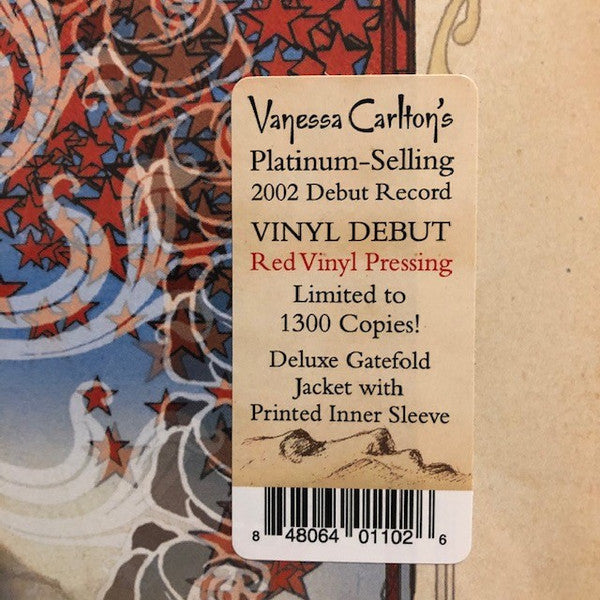 Vanessa Carlton's
Platinum-Selling
2002 Debut Record
VINYL DEBUT
Red Vinyl Pressing
Limited to
1300 Copies!
Deluxe Gatefold
Jacket with
Printed Inner Sleeve
8 48064 01102 6